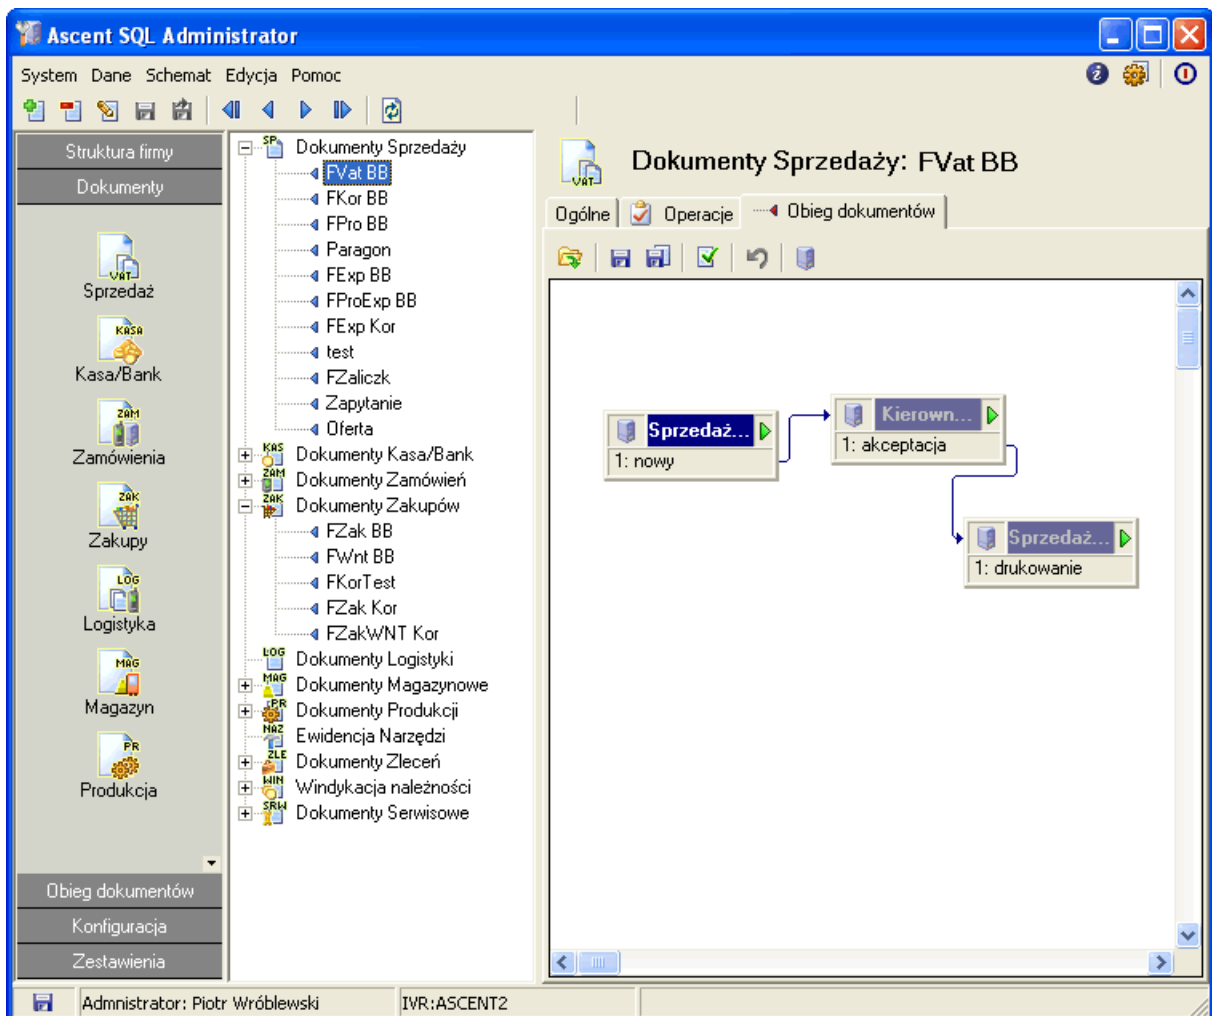 Ascent SQL Administrator
System Dane Schemat Edycja Pomoc
Struktura firmy
Dokumenty
VAT
Sprzedaż
KASA
Kasa/Bank
ZAM
Zamówienia
ZAK
Zakupy
LOG
Logistyka
MAG
Magazyn
PR
Produkcja
Obieg dokumentów
Konfiguracja
Zestawienia
SP Dokumenty Sprzedaży
FVat BB
FKor BB
FPro BB
Paragon
FExp BB
FProExp BB
FExp Kor
test
FZaliczk
Zapytanie
Oferta
KAS Dokumenty Kasa/Bank
ZAM Dokumenty Zamówień
ZAK Dokumenty Zakupów
FZak BB
FWnt BB
FKorTest
FZak Kor
FZakWNT Kor
LOG Dokumenty Logistyki
MAG Dokumenty Magazynowe
PR Dokumenty Produkcji
NAZ Ewidencja Narzędzi
ZLE Dokumenty Zleceń
WIN Windykacja należności
SRW Dokumenty Serwisowe
VAT Dokumenty Sprzedaży: FVat BB
Ogólne Operacje Obieg dokumentów
Sprzedaż...
1: nowy
Kierown...
1: akceptacja
Sprzedaż...
1: drukowanie
Admnistrator: Piotr Wróblewski IVR:ASCENT2